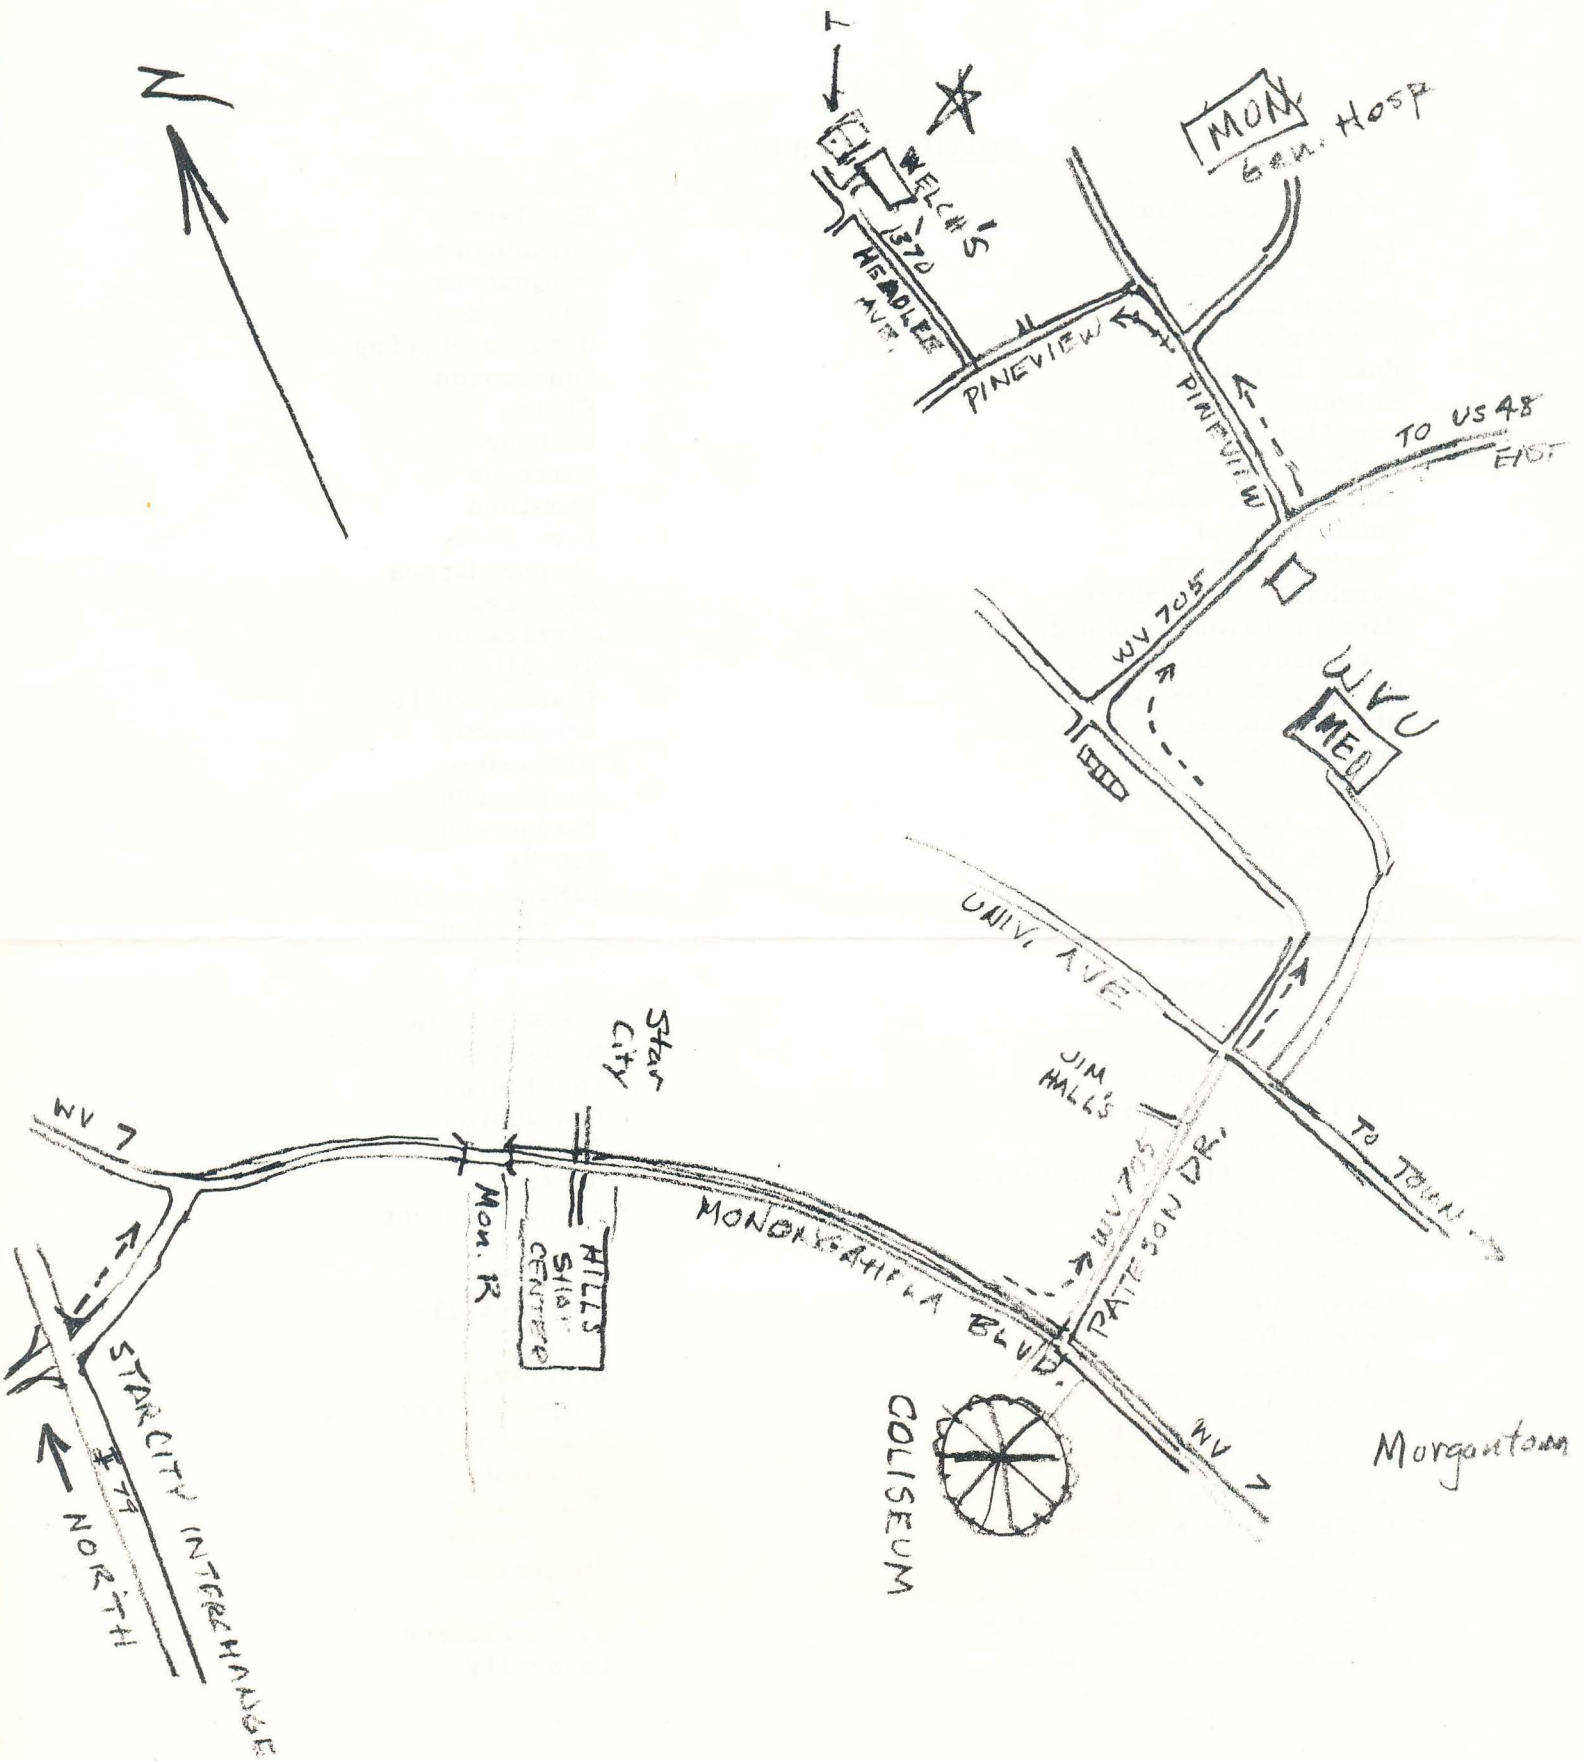 N
MON
Gen. Hosp
WELCH'S
1370
HEADLEE
AVE.
PINEVIEW
PINEVIEW
TO US 48
EAST
WV 705
WVU
MED
UNIV. AVE
JIM
HALL'S
TO TOWN
WV 705
PATESON DR.
Star
City
WV 7
Mon. R
HILLS
SHOP
CENTER
MONONGAHELA BLVD.
COLISEUM
WV 7
Morgantown
STAR CITY INTERCHANGE
I 79
NORTH